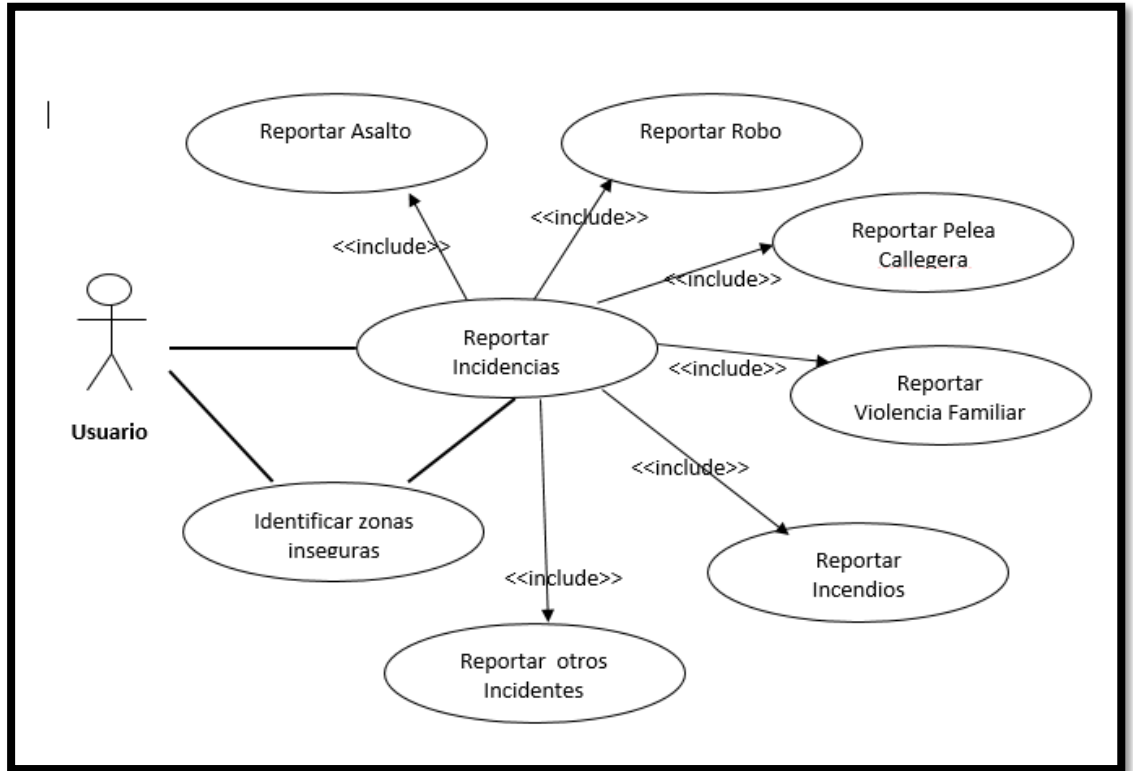 Reportar Asalto
Reportar Robo
<<include>>
<<include>>
Reportar Pelea
Callegera
<<include>>
Reportar
Incidencias
<<include>>
Reportar
Violencia Familiar
Usuario
<<include>>
Identificar zonas
inseguras
Reportar
Incendios
<<include>>
Reportar otros
Incidentes